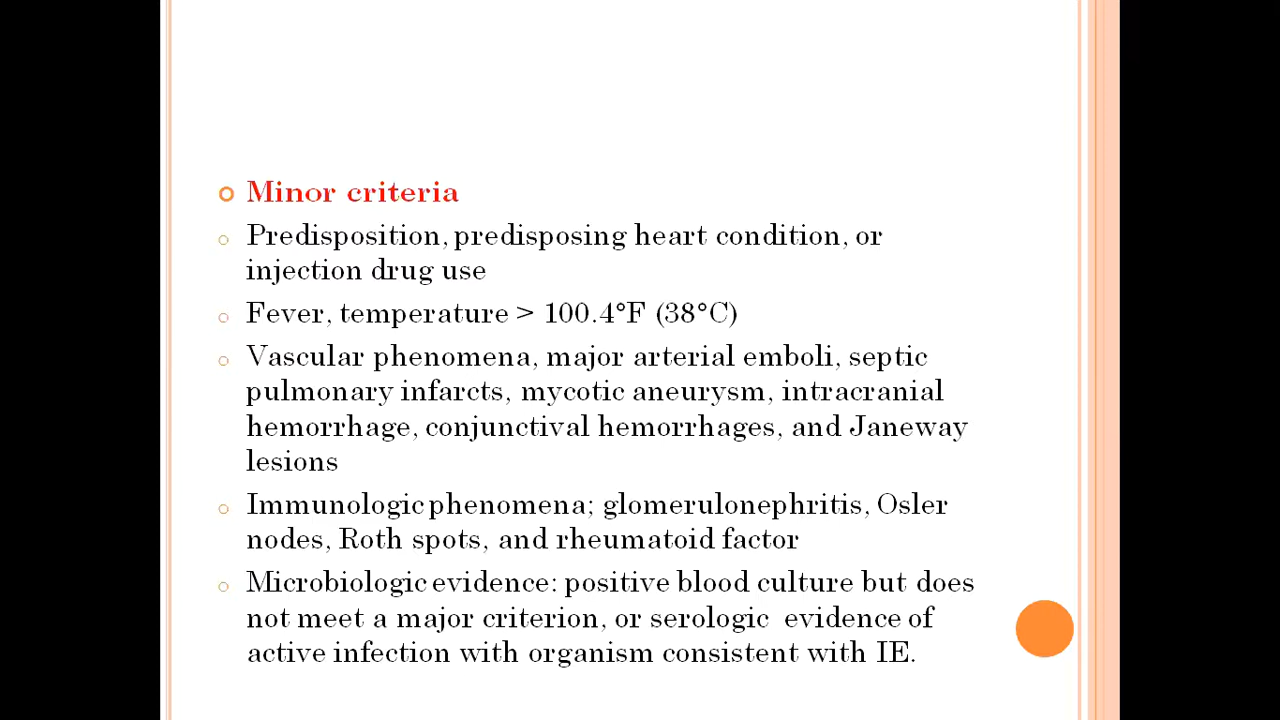 Minor criteria
Predisposition, predisposing heart condition, or
injection drug use
Fever, temperature > 100.4°F (38°C)
Vascular phenomena, major arterial emboli, septic
pulmonary infarcts, mycotic aneurysm, intracranial
hemorrhage, conjunctival hemorrhages, and Janeway
lesions
Immunologic phenomena; glomerulonephritis, Osler
nodes, Roth spots, and rheumatoid factor
Microbiologic evidence: positive blood culture but does
not meet a major criterion, or serologic  evidence of
active infection with organism consistent with IE.